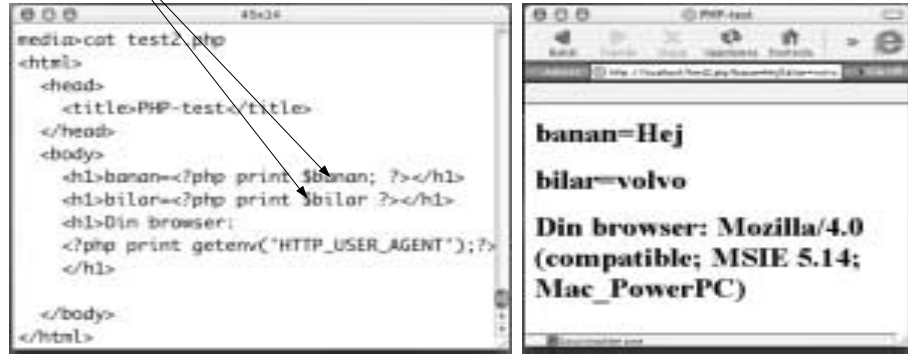 45x24
media>cat test2.php
<html>
<head>
<title>PHP-test</title>
</head>
<body>
<h1>banan=<?php print $banan; ?></h1>
<h1>bilar=<?php print $bilar ?></h1>
<h1>Din browser:
<?php print getenv("HTTP_USER_AGENT");?>
</h1>
</body>
</html>
PHP-test
banan=Hej
bilar=volvo
Din browser: Mozilla/4.0
(compatible; MSIE 5.14;
Mac_PowerPC)